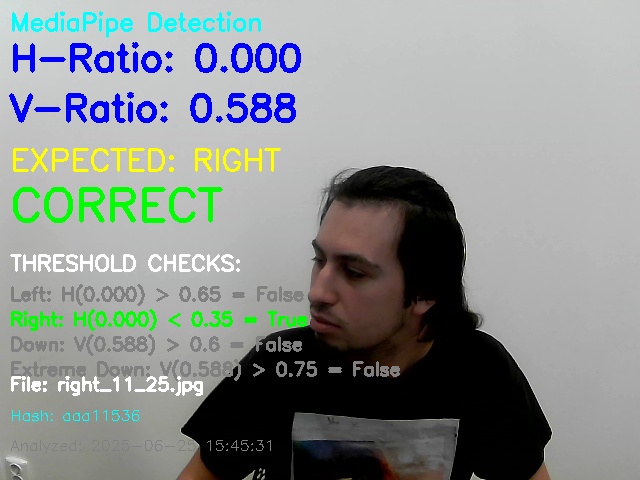 MediaPipe Detection
H-Ratio: 0.000
V-Ratio: 0.588
EXPECTED: RIGHT
CORRECT
THRESHOLD CHECKS:
Left: H(0.000) > 0.65 = False
Right: H(0.000) < 0.35 = True
Down: V(0.588) > 0.6 = False
Extreme Down: V(0.588) > 0.75 = False
File: right_11_25.jpg
Hash: aaa11536
Analyzed: 2025-06-25 15:45:31